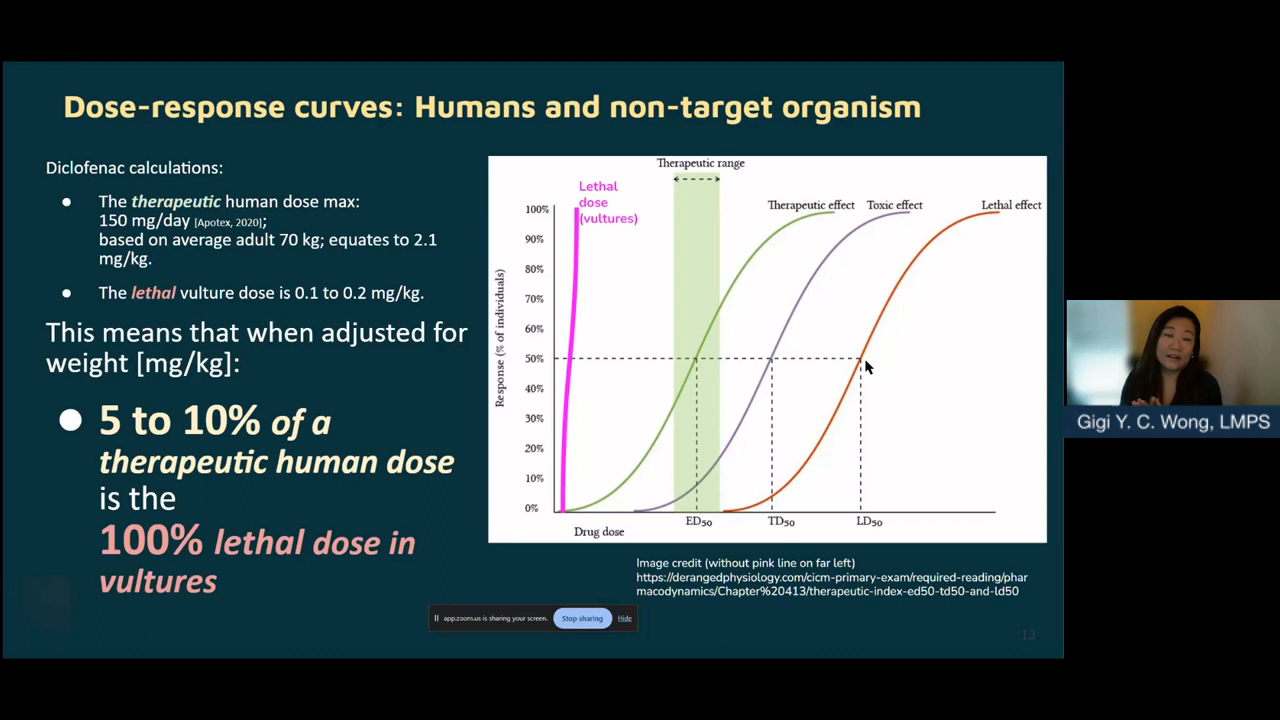 Dose-response curves: Humans and non-target organism
Diclofenac calculations:
● The therapeutic human dose max:
150 mg/day [Apotex, 2020];
based on average adult 70 kg; equates to 2.1
mg/kg.
● The lethal vulture dose is 0.1 to 0.2 mg/kg.
This means that when adjusted for
weight [mg/kg]:
● 5 to 10% of a
therapeutic human dose
is the
100% lethal dose in
vultures
Therapeutic range
Lethal
dose
(vultures)
Therapeutic effect
Toxic effect
Lethal effect
Response (% of individuals)
100%
90%
80%
70%
60%
50%
40%
30%
20%
10%
0%
Drug dose
ED50
TD50
LD50
Image credit (without pink line on far left)
https://derangedphysiology.com/cicm-primary-exam/required-reading/phar
macodynamics/Chapter%20413/therapeutic-index-ed50-td50-and-ld50
app.zoom.us is sharing your screen.
Stop sharing
Hide
13
Gigi Y. C. Wong, LMPS